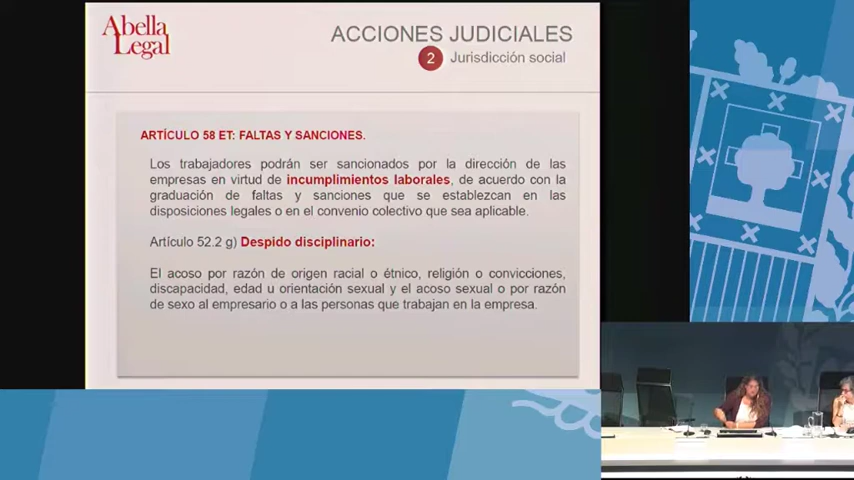 Abella
Legal
ACCIONES JUDICIALES
2 Jurisdicción social
ARTÍCULO 58 ET: FALTAS Y SANCIONES.
Los trabajadores podrán ser sancionados por la dirección de las
empresas en virtud de incumplimientos laborales, de acuerdo con la
graduación de faltas y sanciones que se establezcan en las
disposiciones legales o en el convenio colectivo que sea aplicable.
Artículo 52.2 g) Despido disciplinario:
El acoso por razón de origen racial o étnico, religión o convicciones,
discapacidad, edad u orientación sexual y el acoso sexual o por razón
de sexo al empresario o a las personas que trabajan en la empresa.